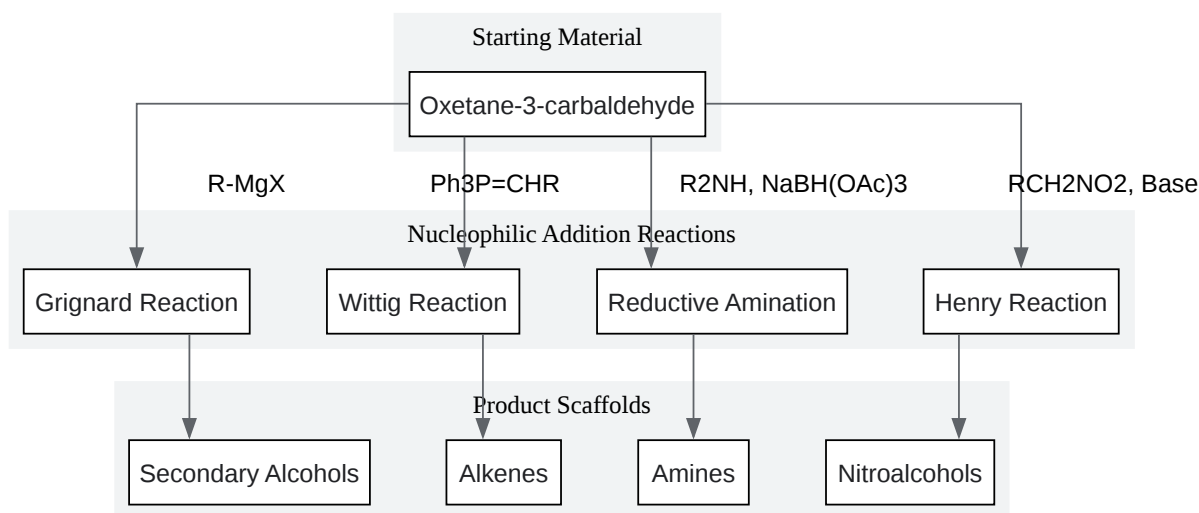 Starting Material
Oxetane-3-carbaldehyde
R-MgX
Ph3P=CHR
R2NH, NaBH(OAc)3
RCH2NO2, Base
Nucleophilic Addition Reactions
Grignard Reaction
Wittig Reaction
Reductive Amination
Henry Reaction
Product Scaffolds
Secondary Alcohols
Alkenes
Amines
Nitroalcohols